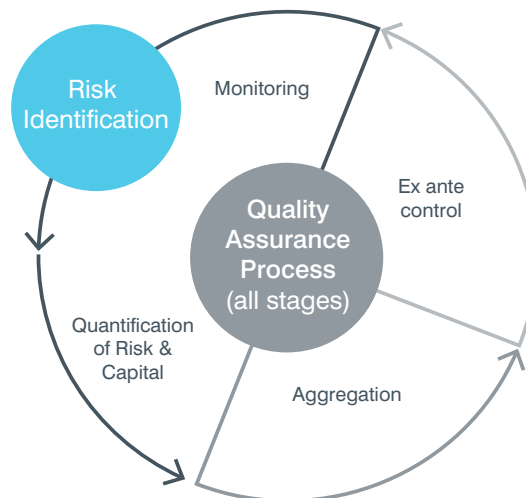 Risk
Identification
Monitoring
Ex ante
control
Quality
Assurance
Process
(all stages)
Quantification
of Risk &
Capital
Aggregation